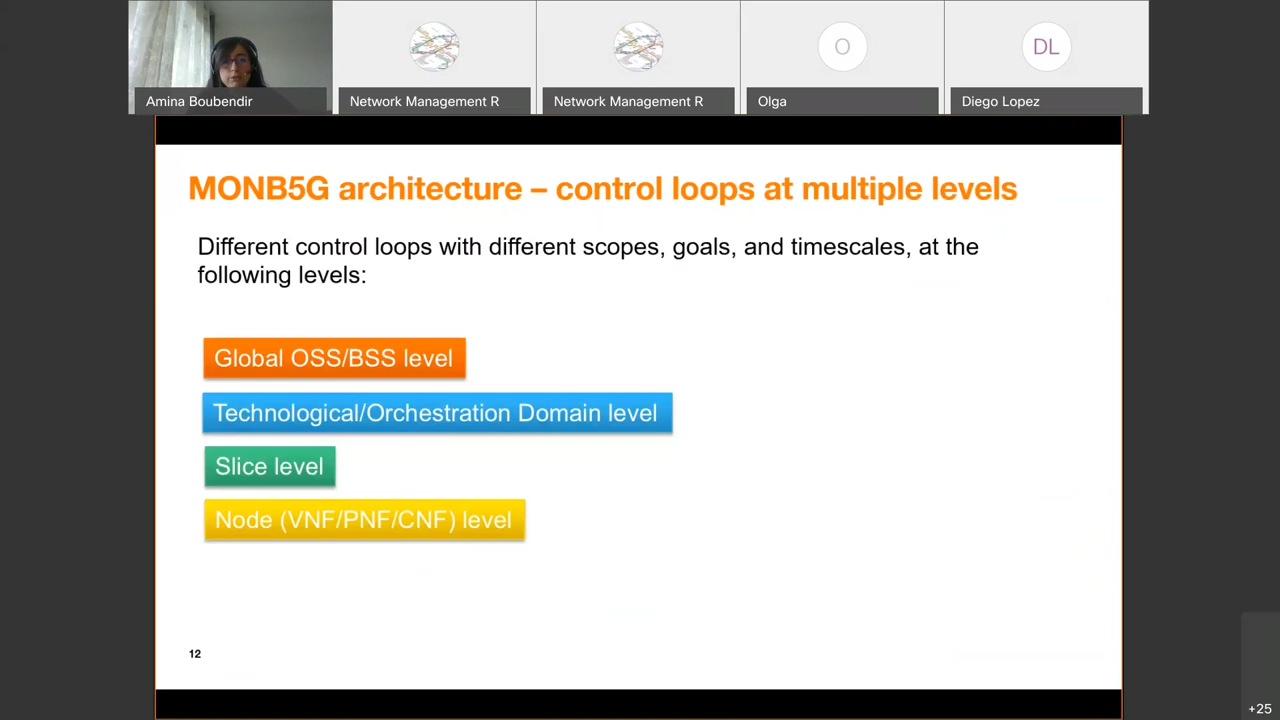 Amina Boubendir
Network Management R
Network Management R
O
Olga
DL
Diego Lopez
MONB5G architecture – control loops at multiple levels
Different control loops with different scopes, goals, and timescales, at the
following levels:
Global OSS/BSS level
Technological/Orchestration Domain level
Slice level
Node (VNF/PNF/CNF) level
12
+25